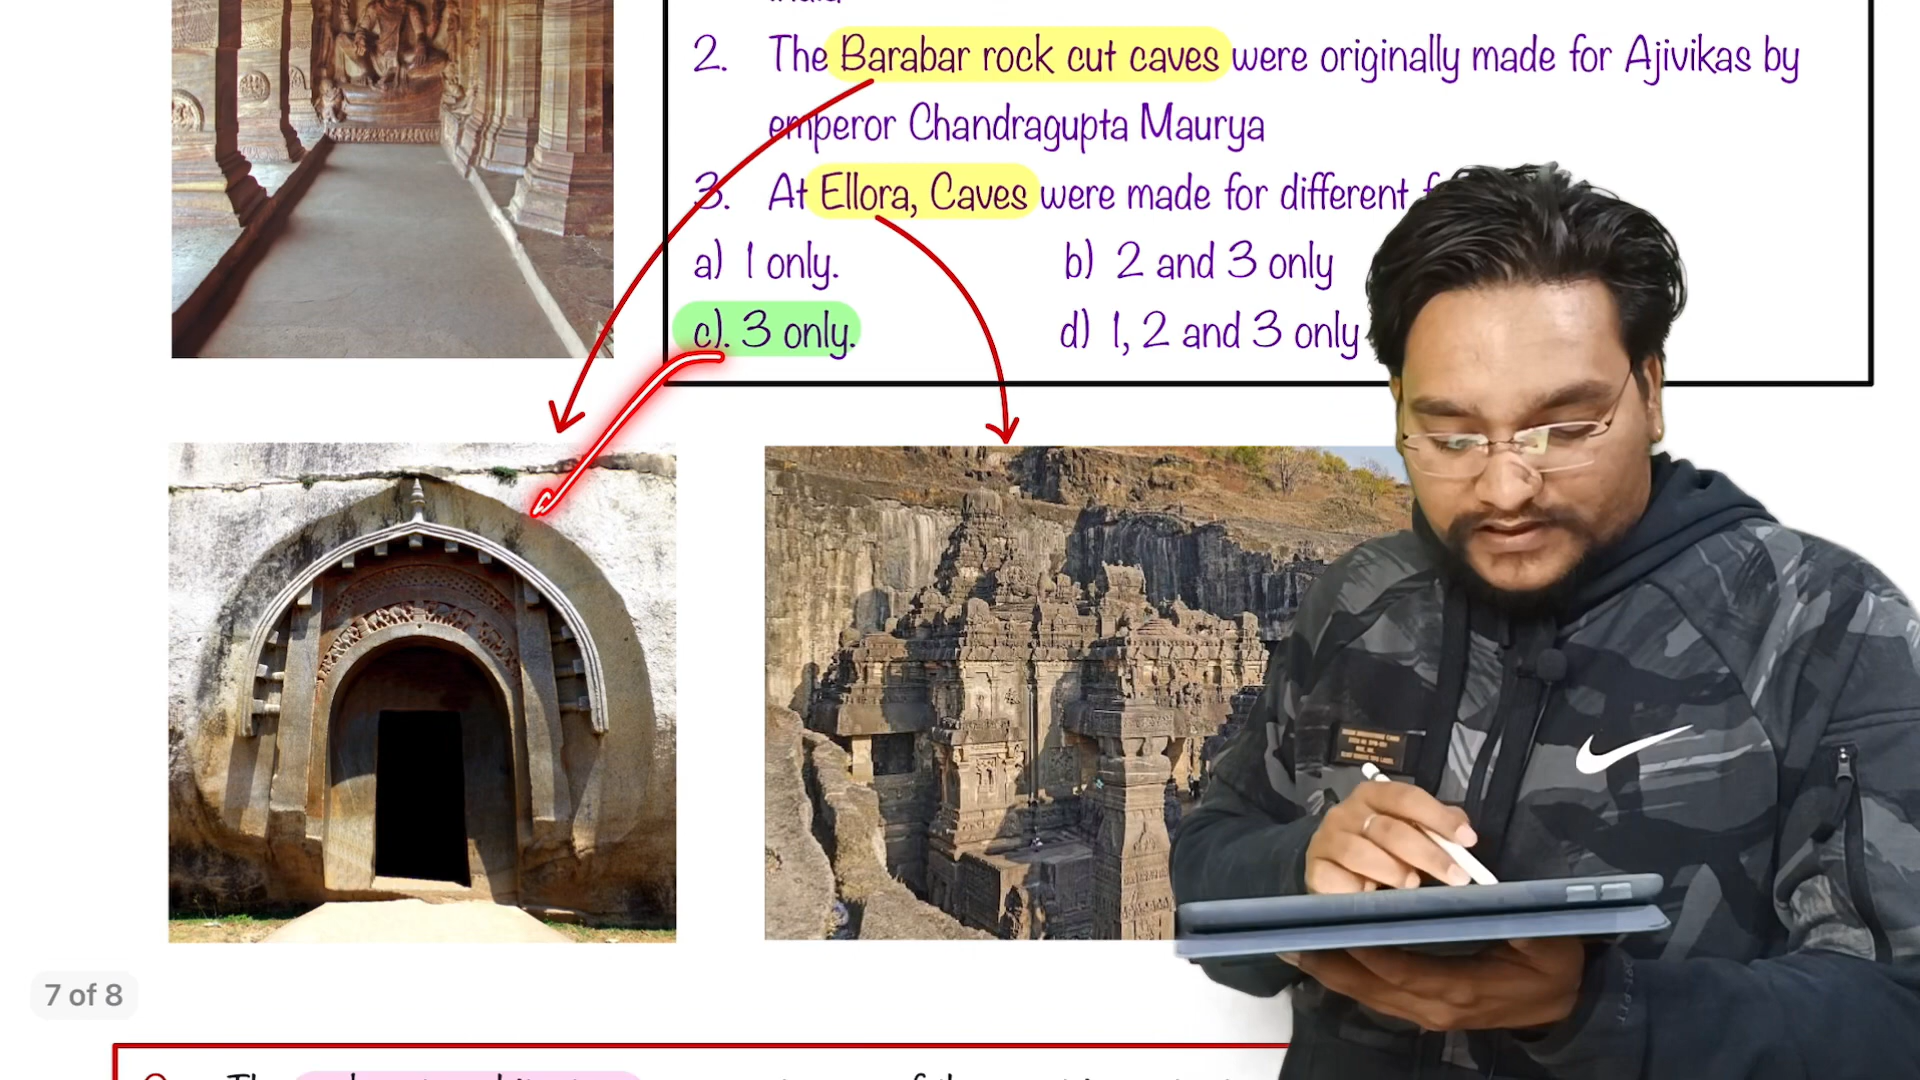 2. The Barabar rock cut caves were originally made for Ajivikas by
emperor Chandragupta Maurya
3. At Ellora, Caves were made for different
a) 1 only.
b) 2 and 3 only
c). 3 only.
d) 1, 2 and 3 only
7 of 8